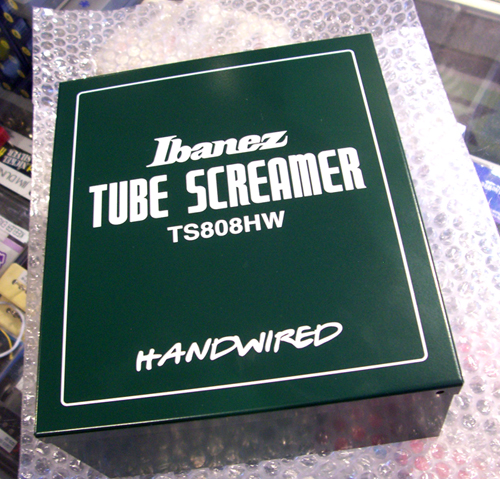 Ibanez
TUBE SCREAMER
TS808HW
HANDWIRED